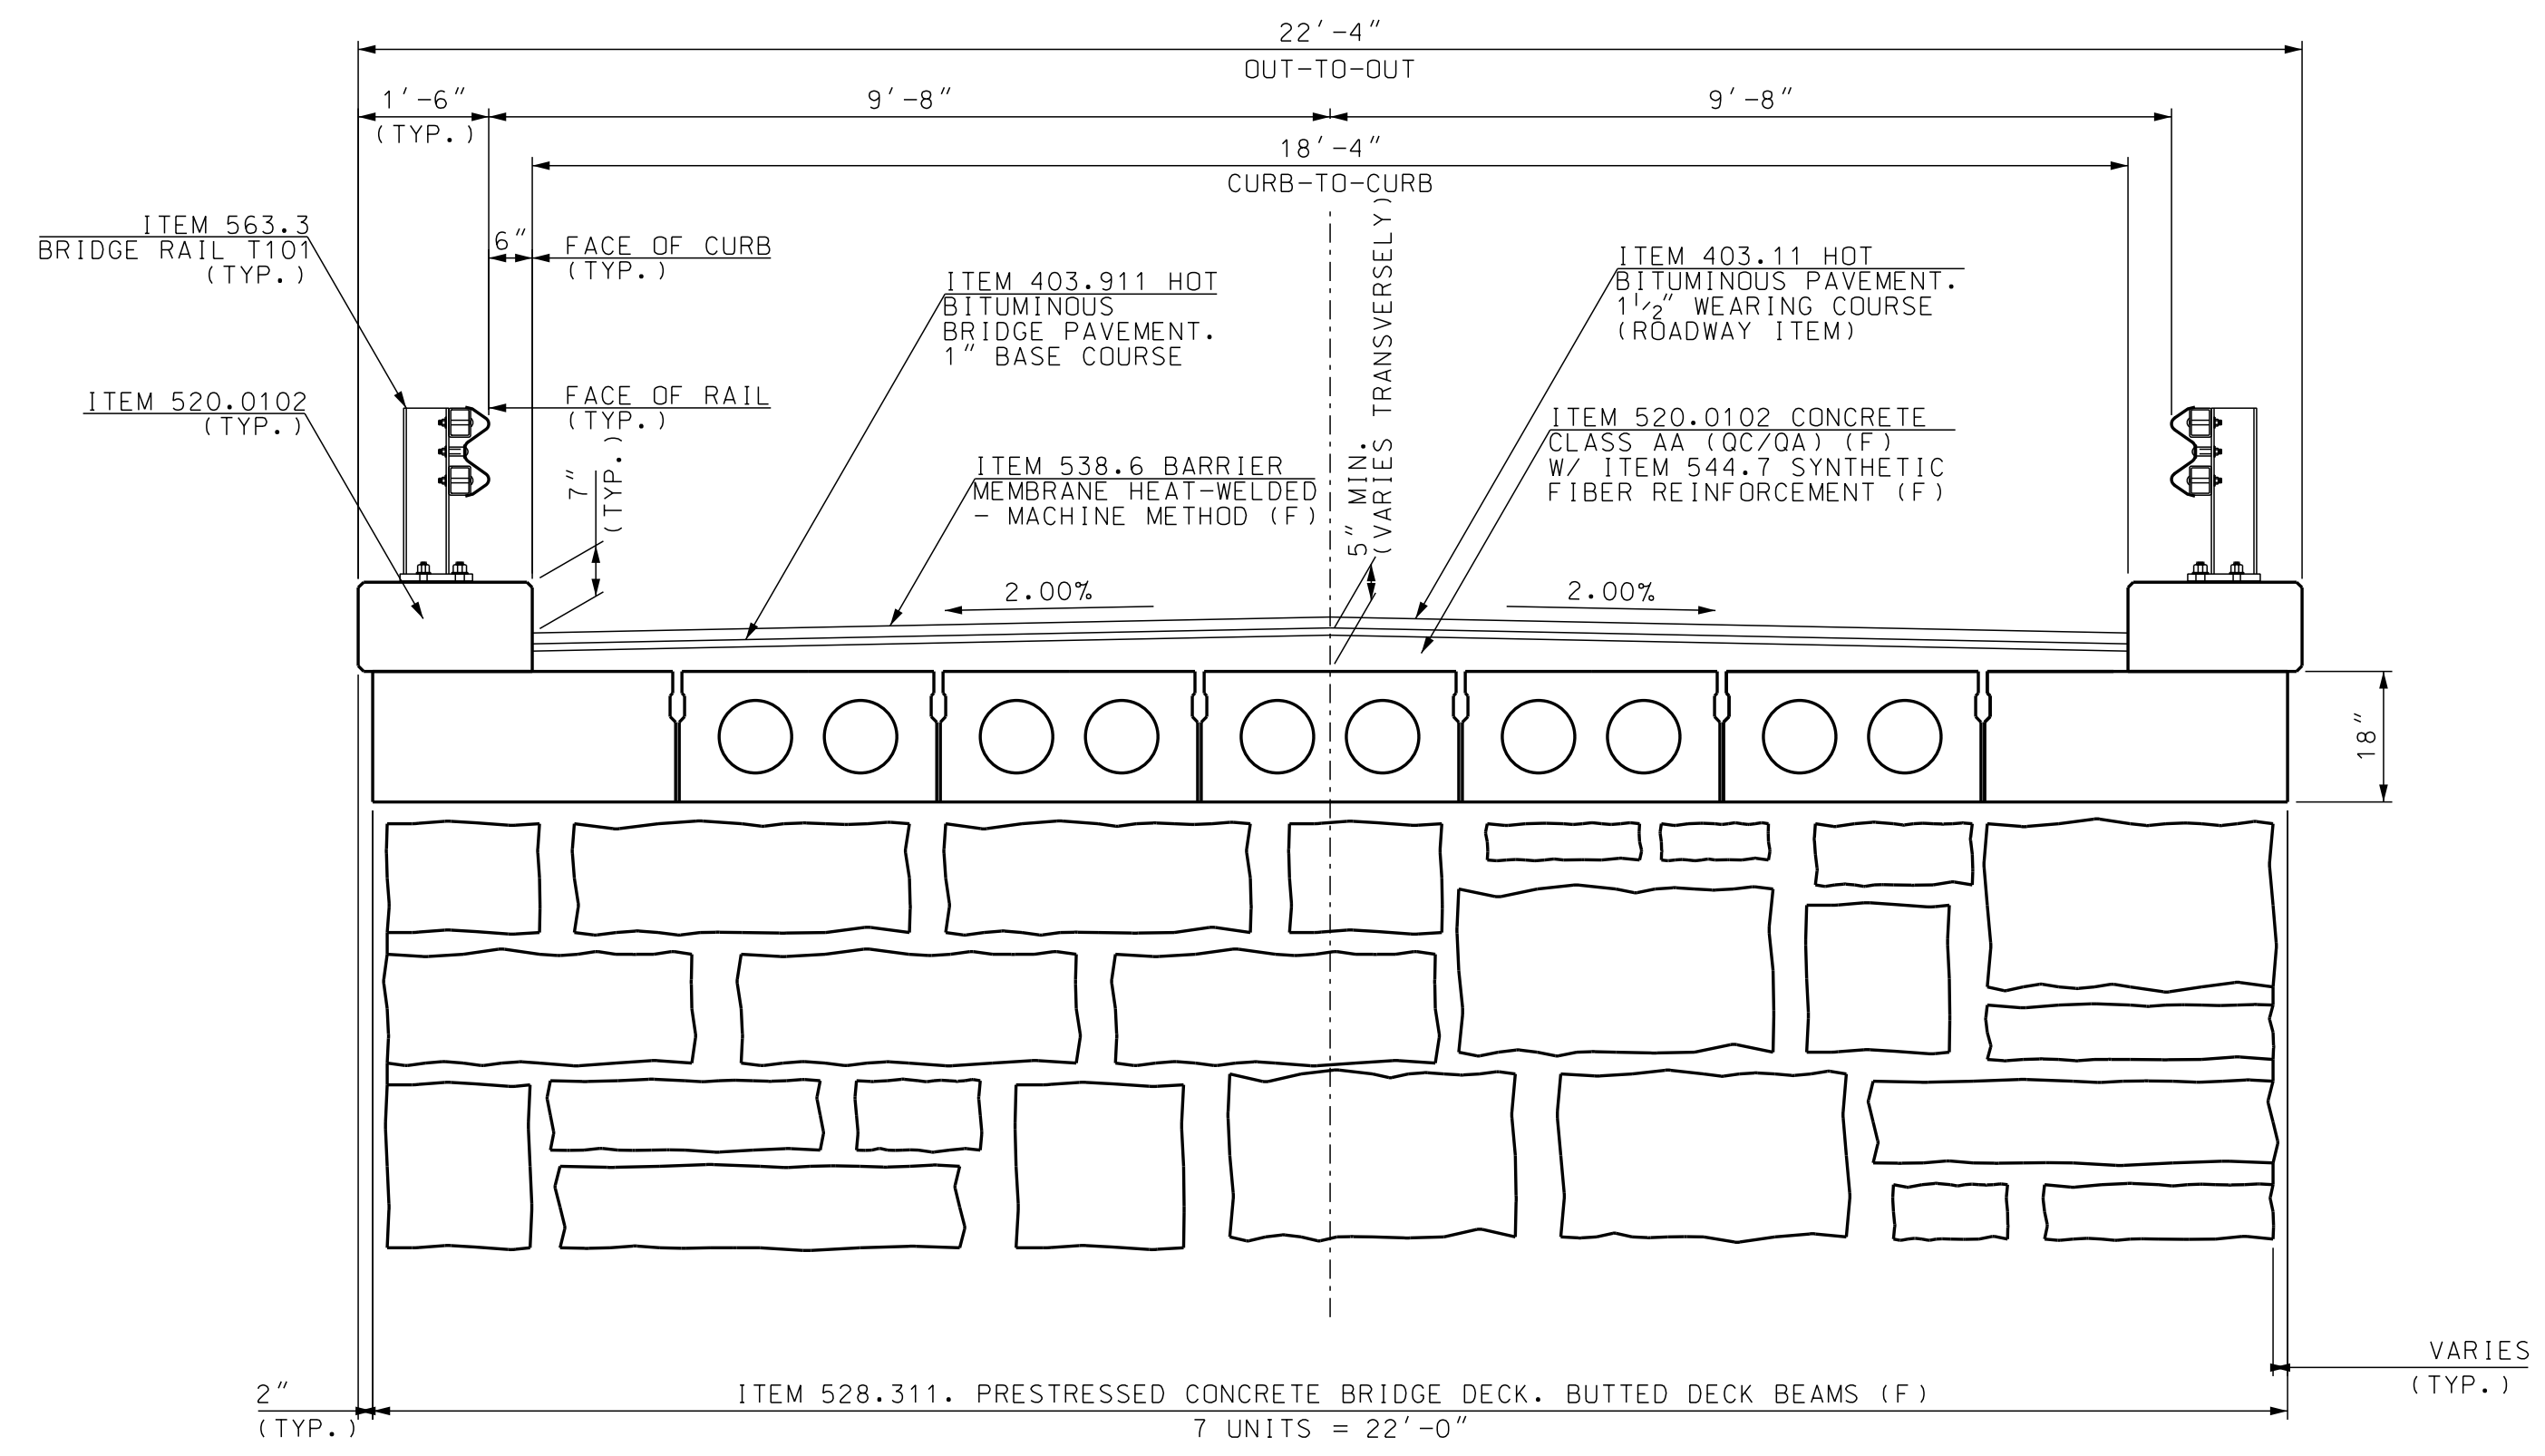 22'-4"
OUT-TO-OUT
1'-6"
(TYP.)
9'-8"
9'-8"
18'-4"
CURB-TO-CURB
ITEM 563.3
BRIDGE RAIL T101
(TYP.)
6"
FACE OF CURB
(TYP.)
ITEM 403.911 HOT
BITUMINOUS
BRIDGE PAVEMENT.
1" BASE COURSE
5" MIN.
(VARIES TRANSVERSELY)
ITEM 403.11 HOT
BITUMINOUS PAVEMENT.
1 1/2" WEARING COURSE
(ROADWAY ITEM)
ITEM 520.0102
(TYP.)
FACE OF RAIL
(TYP.)
7"
(TYP.)
ITEM 538.6 BARRIER
MEMBRANE HEAT-WELDED
- MACHINE METHOD (F)
ITEM 520.0102 CONCRETE
CLASS AA (QC/QA) (F)
W/ ITEM 544.7 SYNTHETIC
FIBER REINFORCEMENT (F)
2.00%
2.00%
18"
VARIES
(TYP.)
2"
(TYP.)
ITEM 528.311. PRESTRESSED CONCRETE BRIDGE DECK. BUTTED DECK BEAMS (F)
7 UNITS = 22'-0"